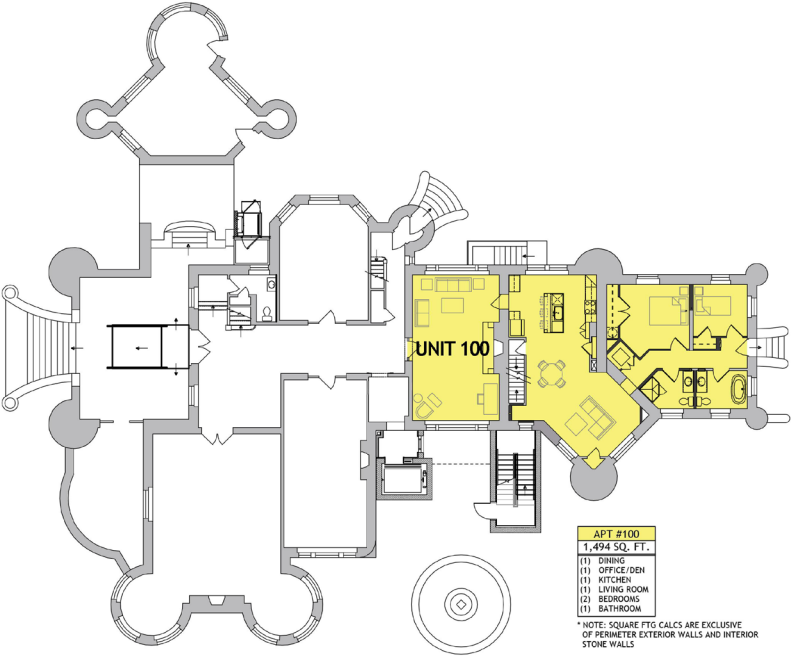 UNIT 100
APT #100
1,494 SQ. FT.
(1) DINING
(1) OFFICE/DEN
(1) KITCHEN
(1) LIVING ROOM
(2) BEDROOMS
(1) BATHROOM
* NOTE: SQUARE FTG CALCS ARE EXCLUSIVE
OF PERIMETER EXTERIOR WALLS AND INTERIOR
STONE WALLS